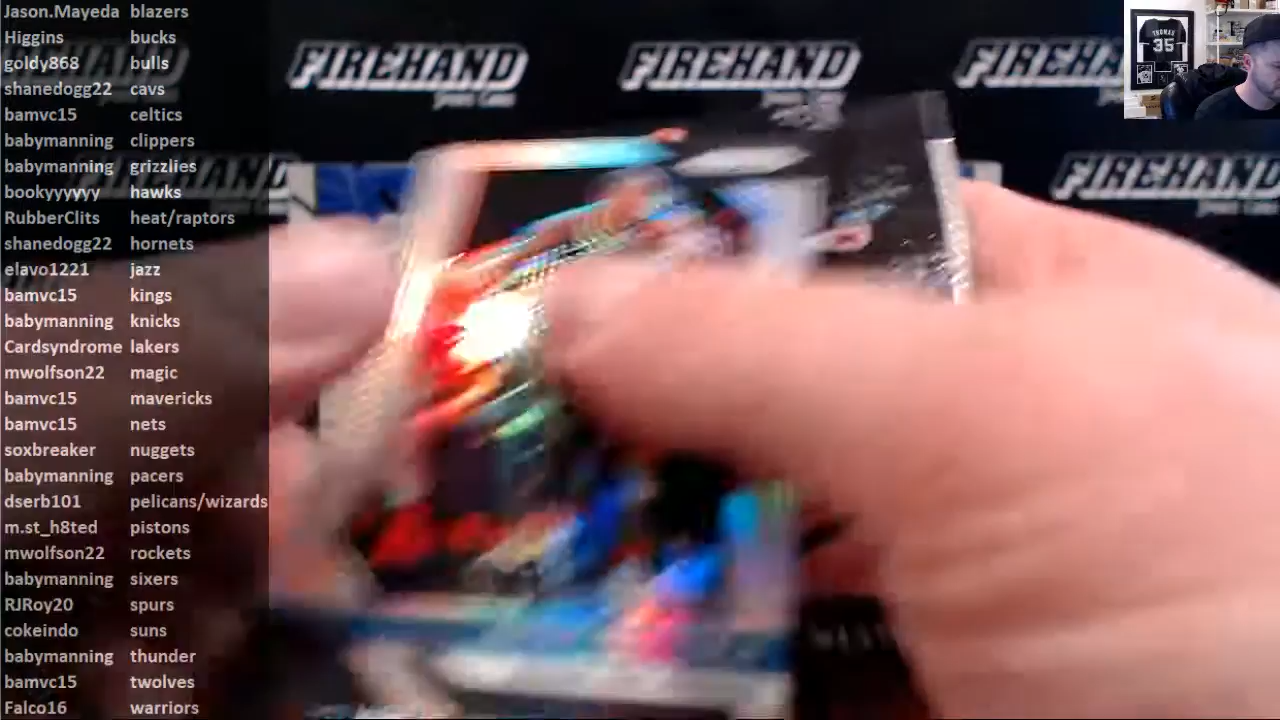 Jason.Mayeda blazers
Higgins bucks
goldy868 bulls
shanedogg22 cavs
bamvc15 celtics
babymanning clippers
babymanning grizzlies
bookyyyyyy hawks
RubberClits heat/raptors
shanedogg22 hornets
elavo1221 jazz
bamvc15 kings
babymanning knicks
Cardsyndrome lakers
mwolfson22 magic
bamvc15 mavericks
bamvc15 nets
soxbreaker nuggets
babymanning pacers
dserb101 pelicans/wizards
m.st_h8ted pistons
mwolfson22 rockets
babymanning sixers
RJRoy20 spurs
cokeindo suns
babymanning thunder
bamvc15 twolves
Falco16 warriors
FIREHAND
FIREHAND
FIREHAND
FIREHAND
THOMAS
35